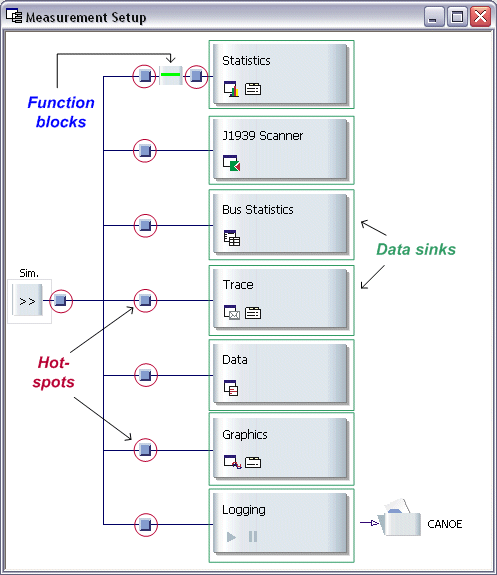 Measurement Setup
Statistics
Function
blocks
J1939 Scanner
Bus Statistics
Data sinks
Sim.
>>
Trace
Hot-
spots
Data
Graphics
Logging
CANOE